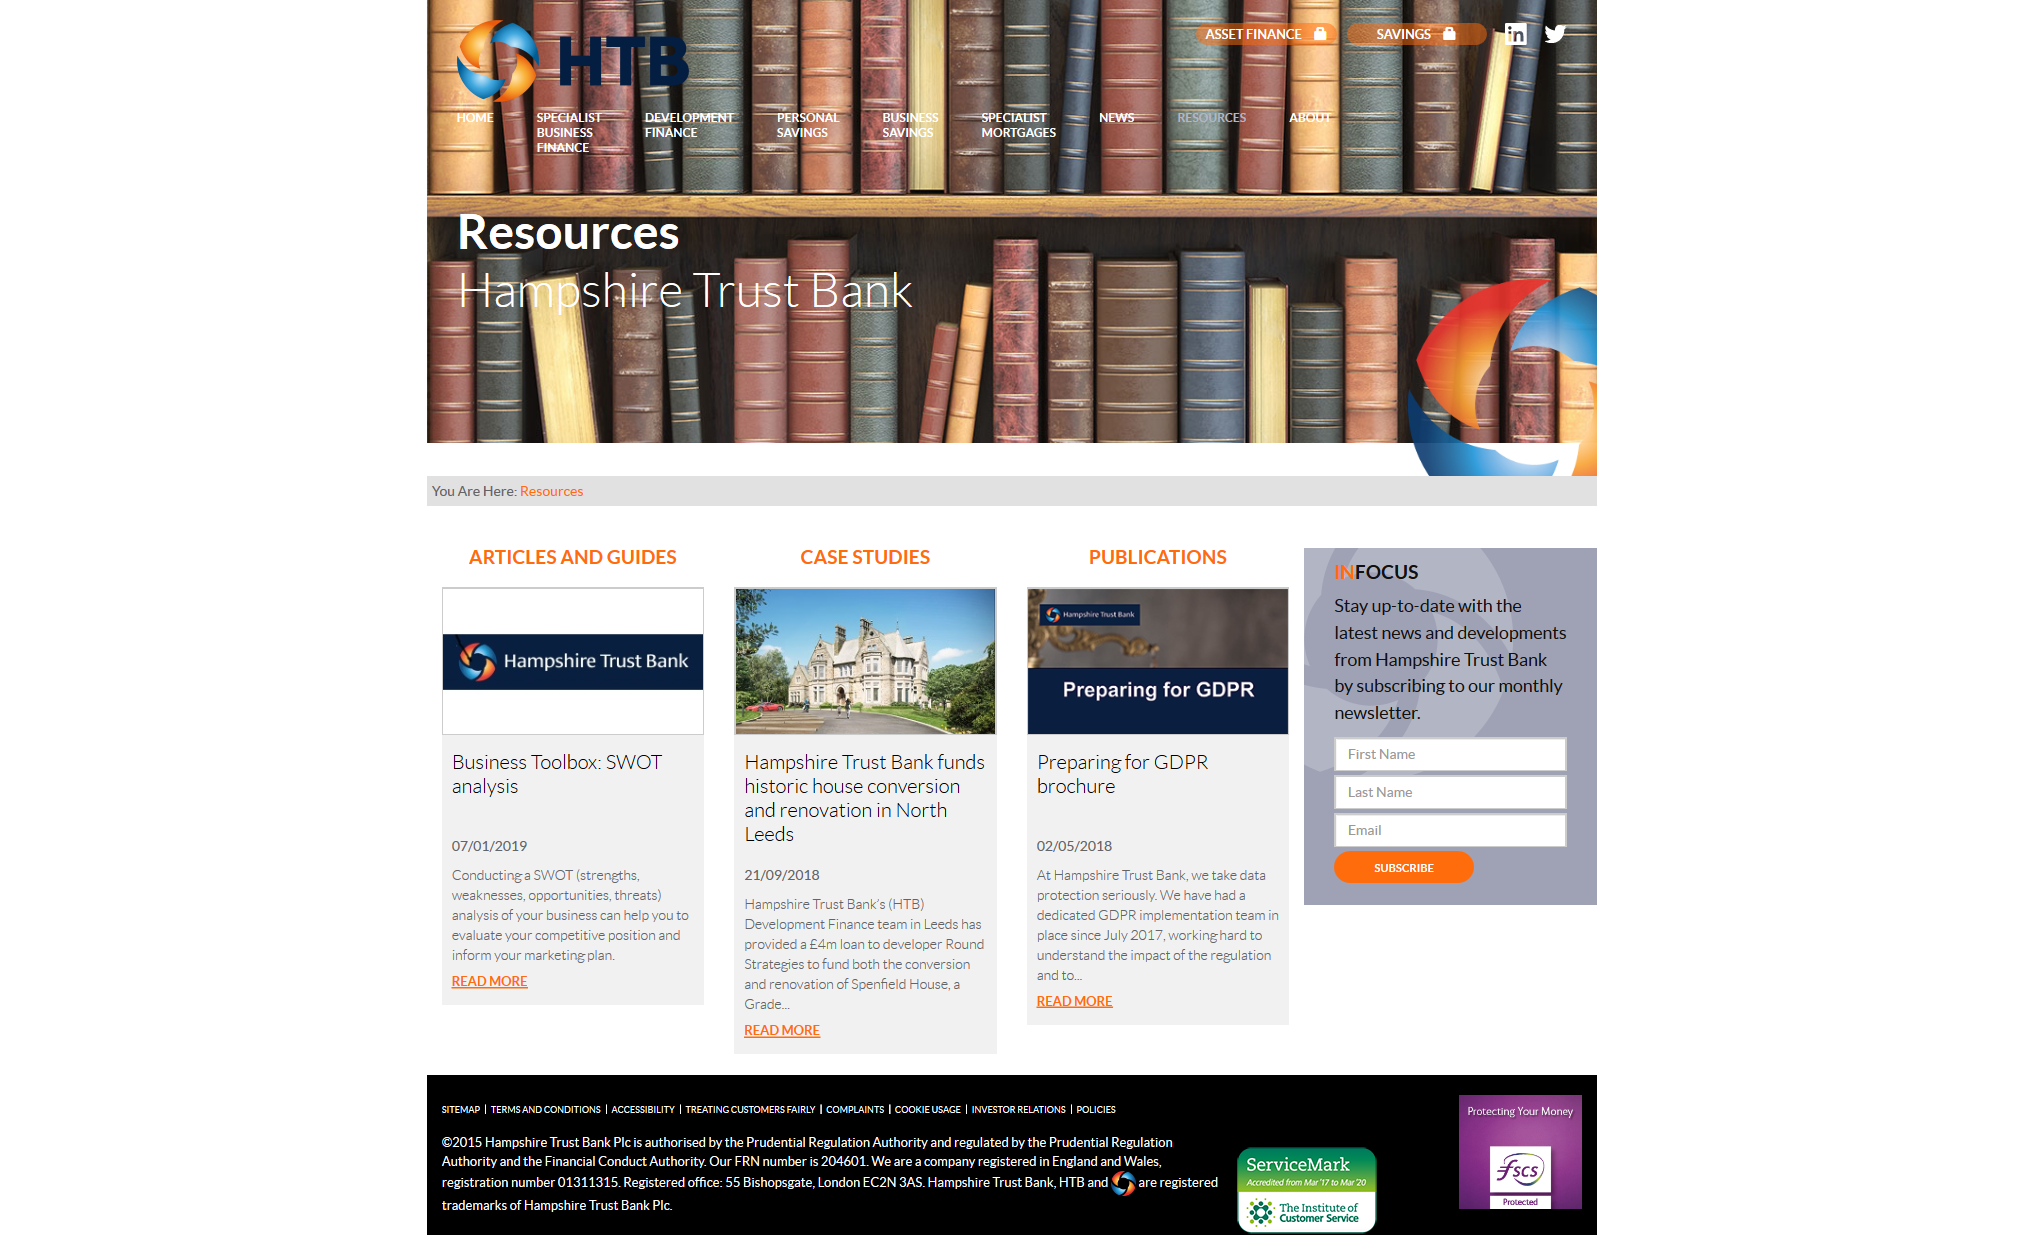 HTB
ASSET FINANCE
SAVINGS
in
HOME
SPECIALIST
BUSINESS
FINANCE
DEVELOPMENT
FINANCE
PERSONAL
SAVINGS
BUSINESS
SAVINGS
SPECIALIST
MORTGAGES
NEWS
RESOURCES
ABOUT
Resources
Hampshire Trust Bank
You Are Here: Resources
ARTICLES AND GUIDES
Hampshire Trust Bank
Business Toolbox: SWOT
analysis
07/01/2019
Conducting a SWOT (strengths,
weaknesses, opportunities, threats)
analysis of your business can help you to
evaluate your competitive position and
inform your marketing plan.
READ MORE
CASE STUDIES
Hampshire Trust Bank funds
historic house conversion
and renovation in North
Leeds
21/09/2018
Hampshire Trust Bank's (HTB)
Development Finance team in Leeds has
provided a £4m loan to developer Round
Strategies to fund both the conversion
and renovation of Spenfield House, a
Grade...
READ MORE
PUBLICATIONS
Hampshire Trust Bank
Preparing for GDPR
Preparing for GDPR
brochure
02/05/2018
At Hampshire Trust Bank, we take data
protection seriously. We have had a
dedicated GDPR implementation team in
place since July 2017, working hard to
understand the impact of the regulation
and to...
READ MORE
INFOCUS
Stay up-to-date with the
latest news and developments
from Hampshire Trust Bank
by subscribing to our monthly
newsletter.
First Name
Last Name
Email
SUBSCRIBE
SITEMAP | TERMS AND CONDITIONS | ACCESSIBILITY | TREATING CUSTOMERS FAIRLY | COMPLAINTS | COOKIE USAGE | INVESTOR RELATIONS | POLICIES
©2015 Hampshire Trust Bank Plc is authorised by the Prudential Regulation Authority and regulated by the Prudential Regulation
Authority and the Financial Conduct Authority. Our FRN number is 204601. We are a company registered in England and Wales,
registration number 01311315. Registered office: 55 Bishopsgate, London EC2N 3AS. Hampshire Trust Bank, HTB and are registered
trademarks of Hampshire Trust Bank Plc.
ServiceMark
Accredited from Mar '17 to Mar '20
The Institute of
Customer Service
Protecting Your Money
fscs
Protected